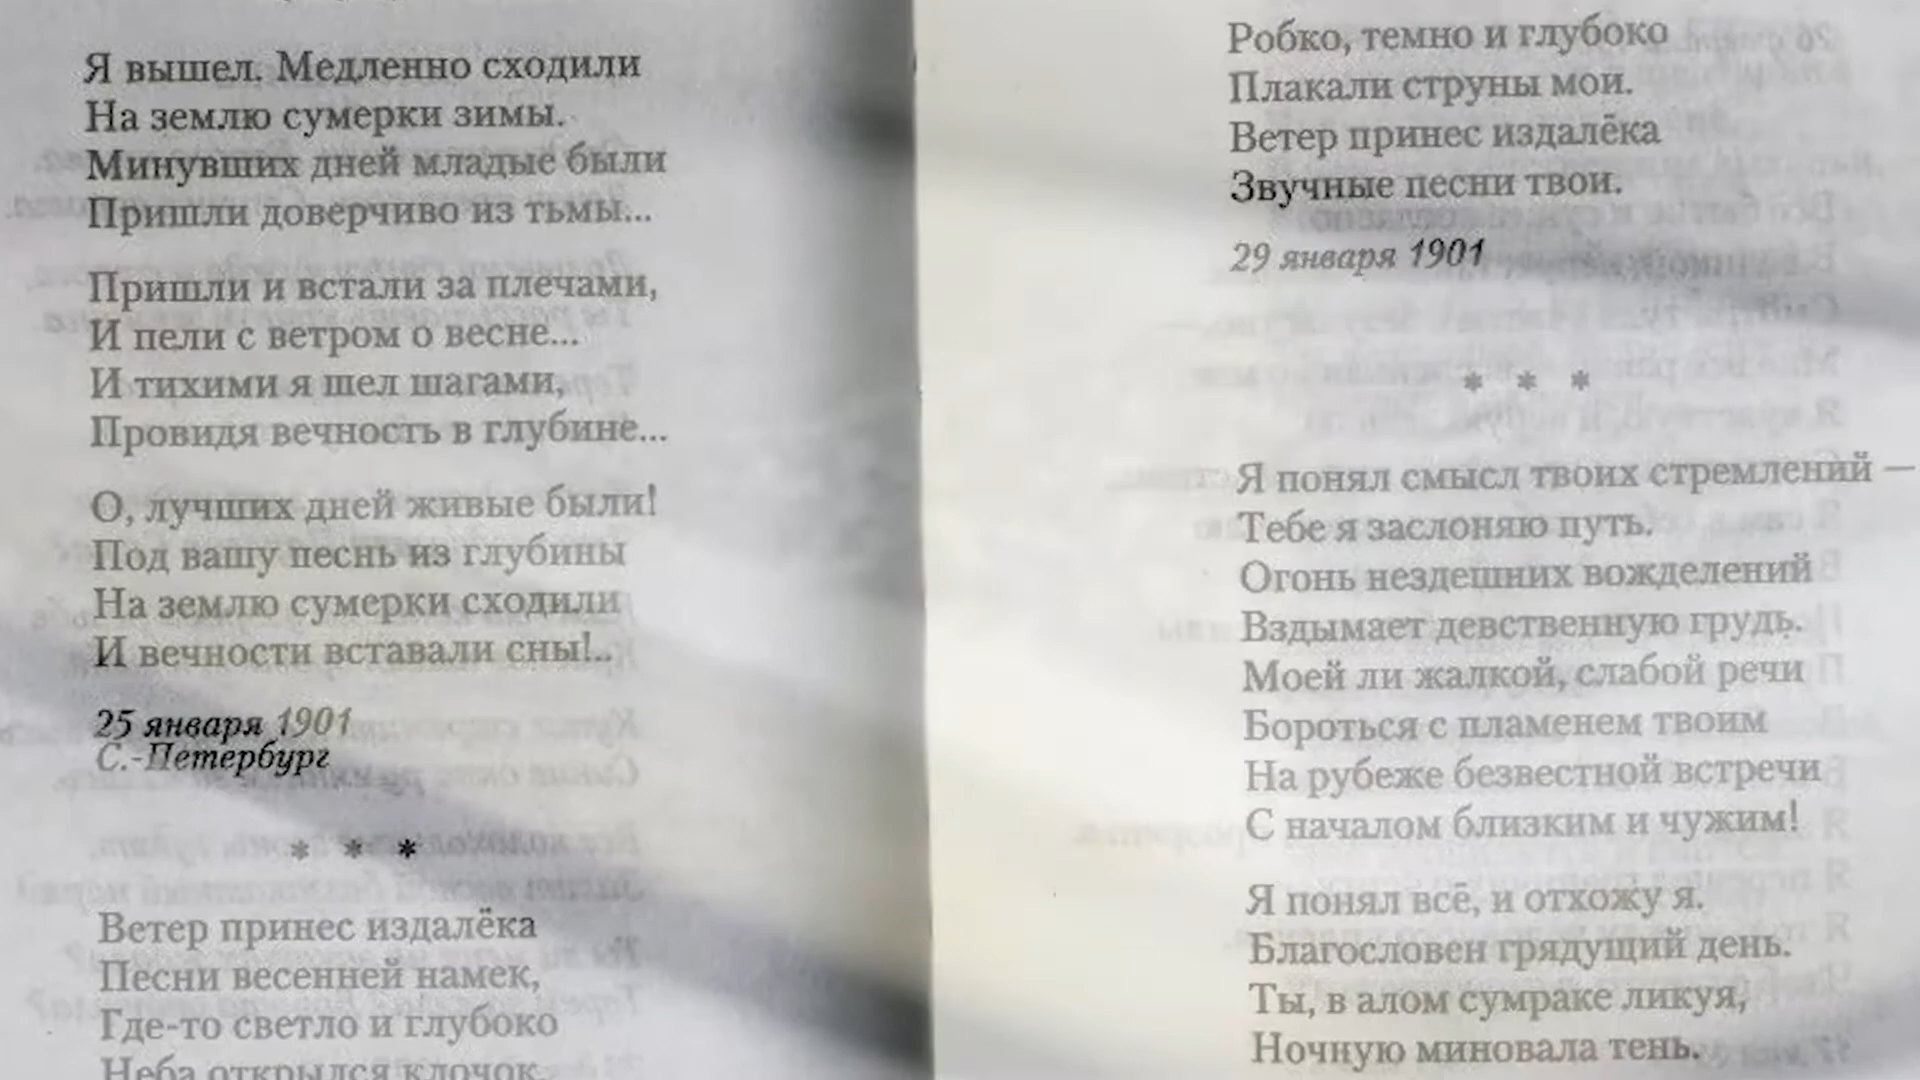 Я вышел. Медленно сходили
На землю сумерки зимы.
Минувших дней младые были
Пришли доверчиво из тьмы...
Пришли и встали за плечами,
И пели с ветром о весне...
И тихими я шел шагами,
Провидя вечность в глубине...
О, лучших дней живые были!
Под вашу песнь из глубины
На землю сумерки сходили
И вечности вставали сны!..
25 января 1901
С.-Петербург
* * *
Ветер принес издалёка
Песни весенней намек,
Где-то светло и глубоко
Неба открылся клочок.
Робко, темно и глубоко
Плакали струны мои.
Ветер принес издалёка
Звучные песни твои.
29 января 1901
* * *
Я понял смысл твоих стремлений —
Тебе я заслоняю путь.
Огонь нездешних вожделений
Вздымает девственную грудь.
Моей ли жалкой, слабой речи
Бороться с пламенем твоим
На рубеже безвестной встречи
С началом близким и чужим!
Я понял всё, и отхожу я.
Благословен грядущий день.
Ты, в алом сумраке ликуя,
Ночную миновала тень.